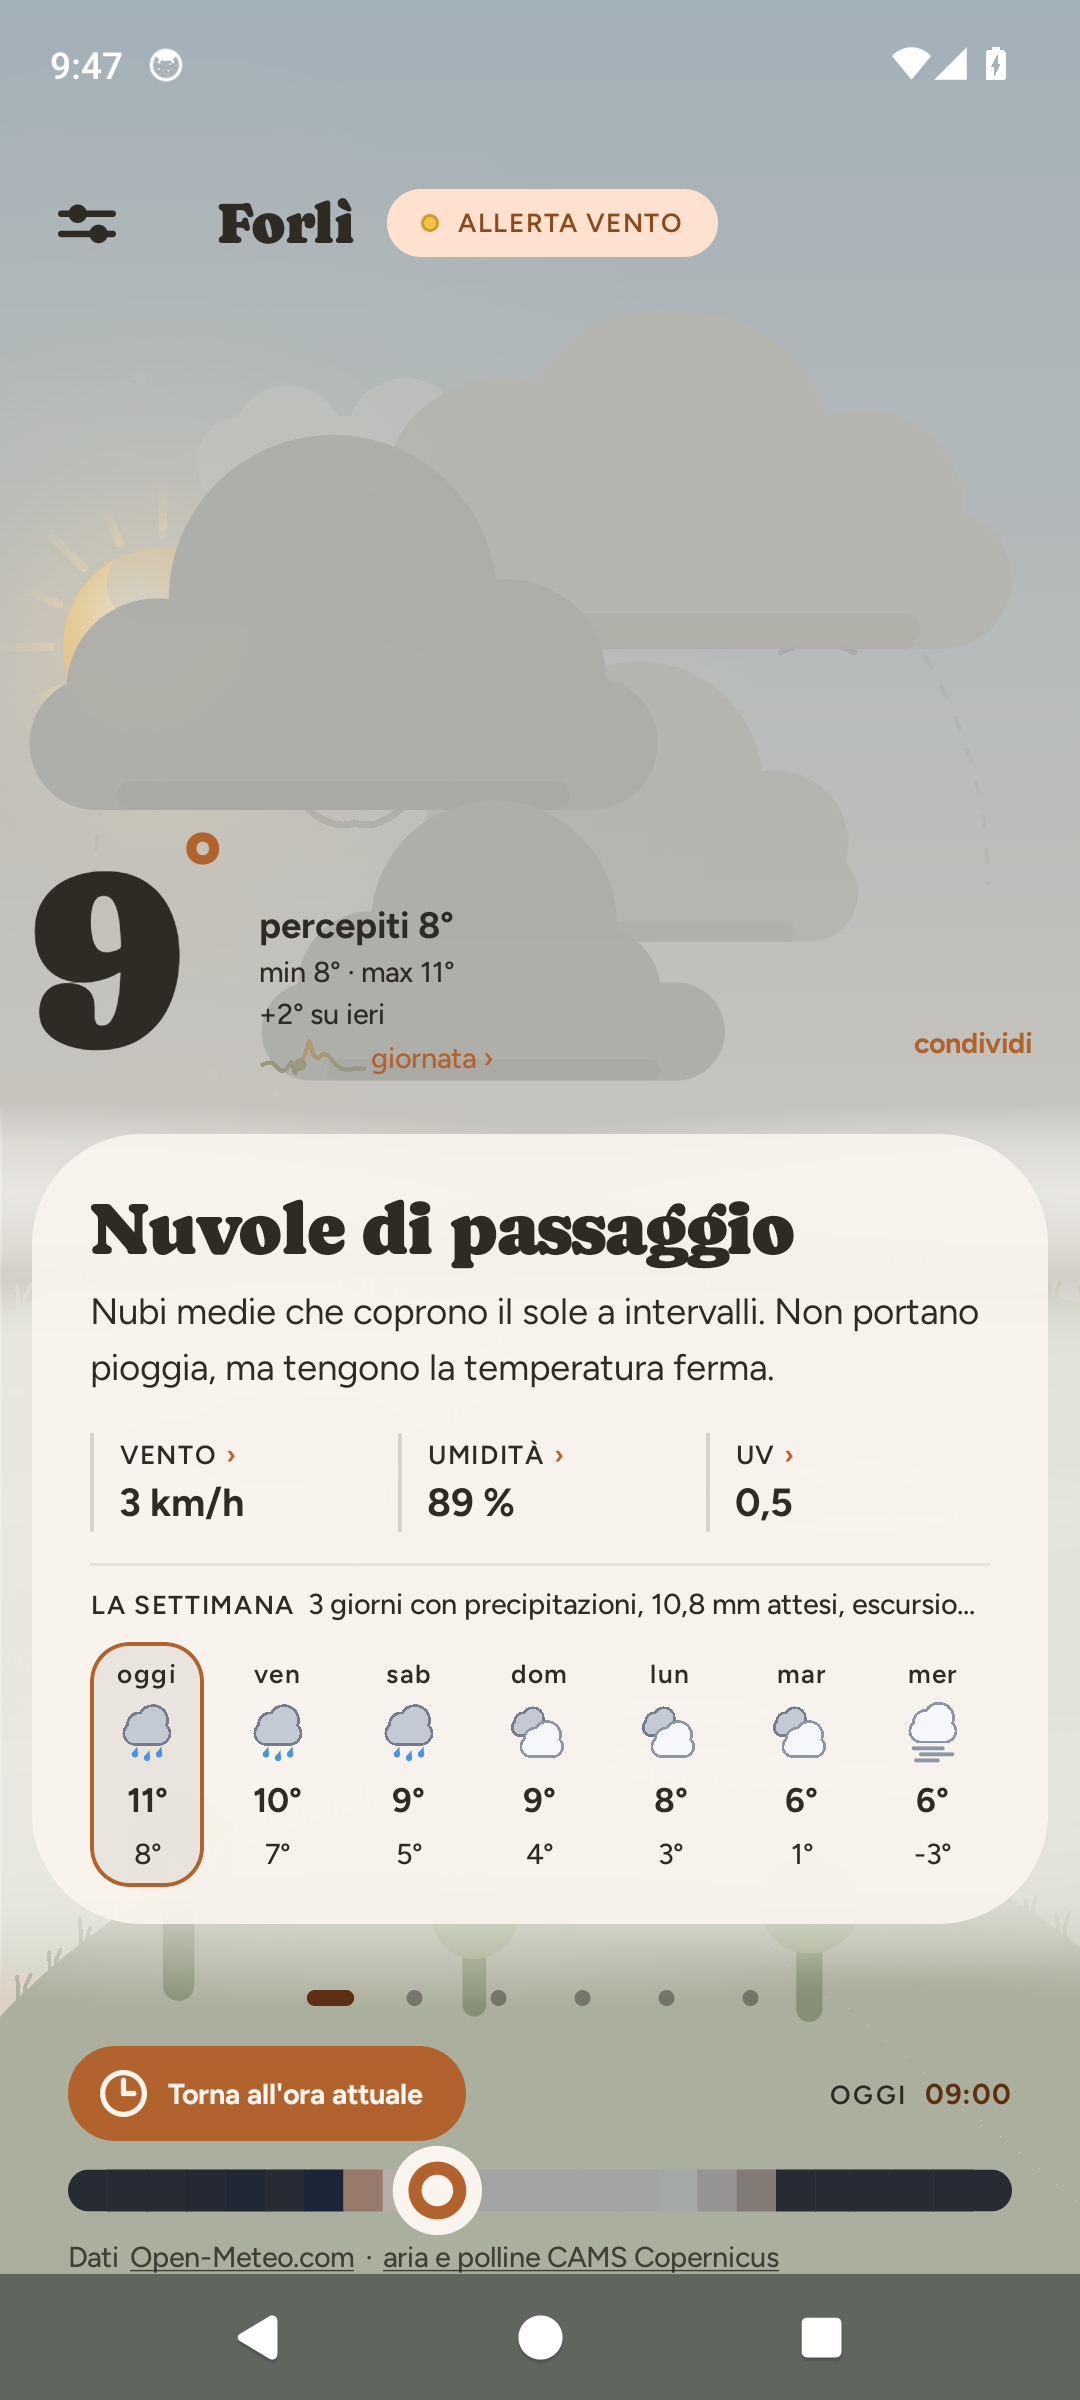 9:47
Forlì
ALLERTA VENTO
9°
percepiti 8°
min 8° · max 11°
+2° su ieri
giornata ›
condividi
Nuvole di passaggio
Nubi medie che coprono il sole a intervalli. Non portano
pioggia, ma tengono la temperatura ferma.
VENTO › UMIDITÀ › UV ›
3 km/h 89 % 0,5
LA SETTIMANA 3 giorni con precipitazioni, 10,8 mm attesi, escursio...
oggi ven sab dom lun mar mer
11° 10° 9° 9° 8° 6° 6°
8° 7° 5° 4° 3° 1° -3°
Torna all'ora attuale
OGGI 09:00
Dati Open-Meteo.com · aria e polline CAMS Copernicus